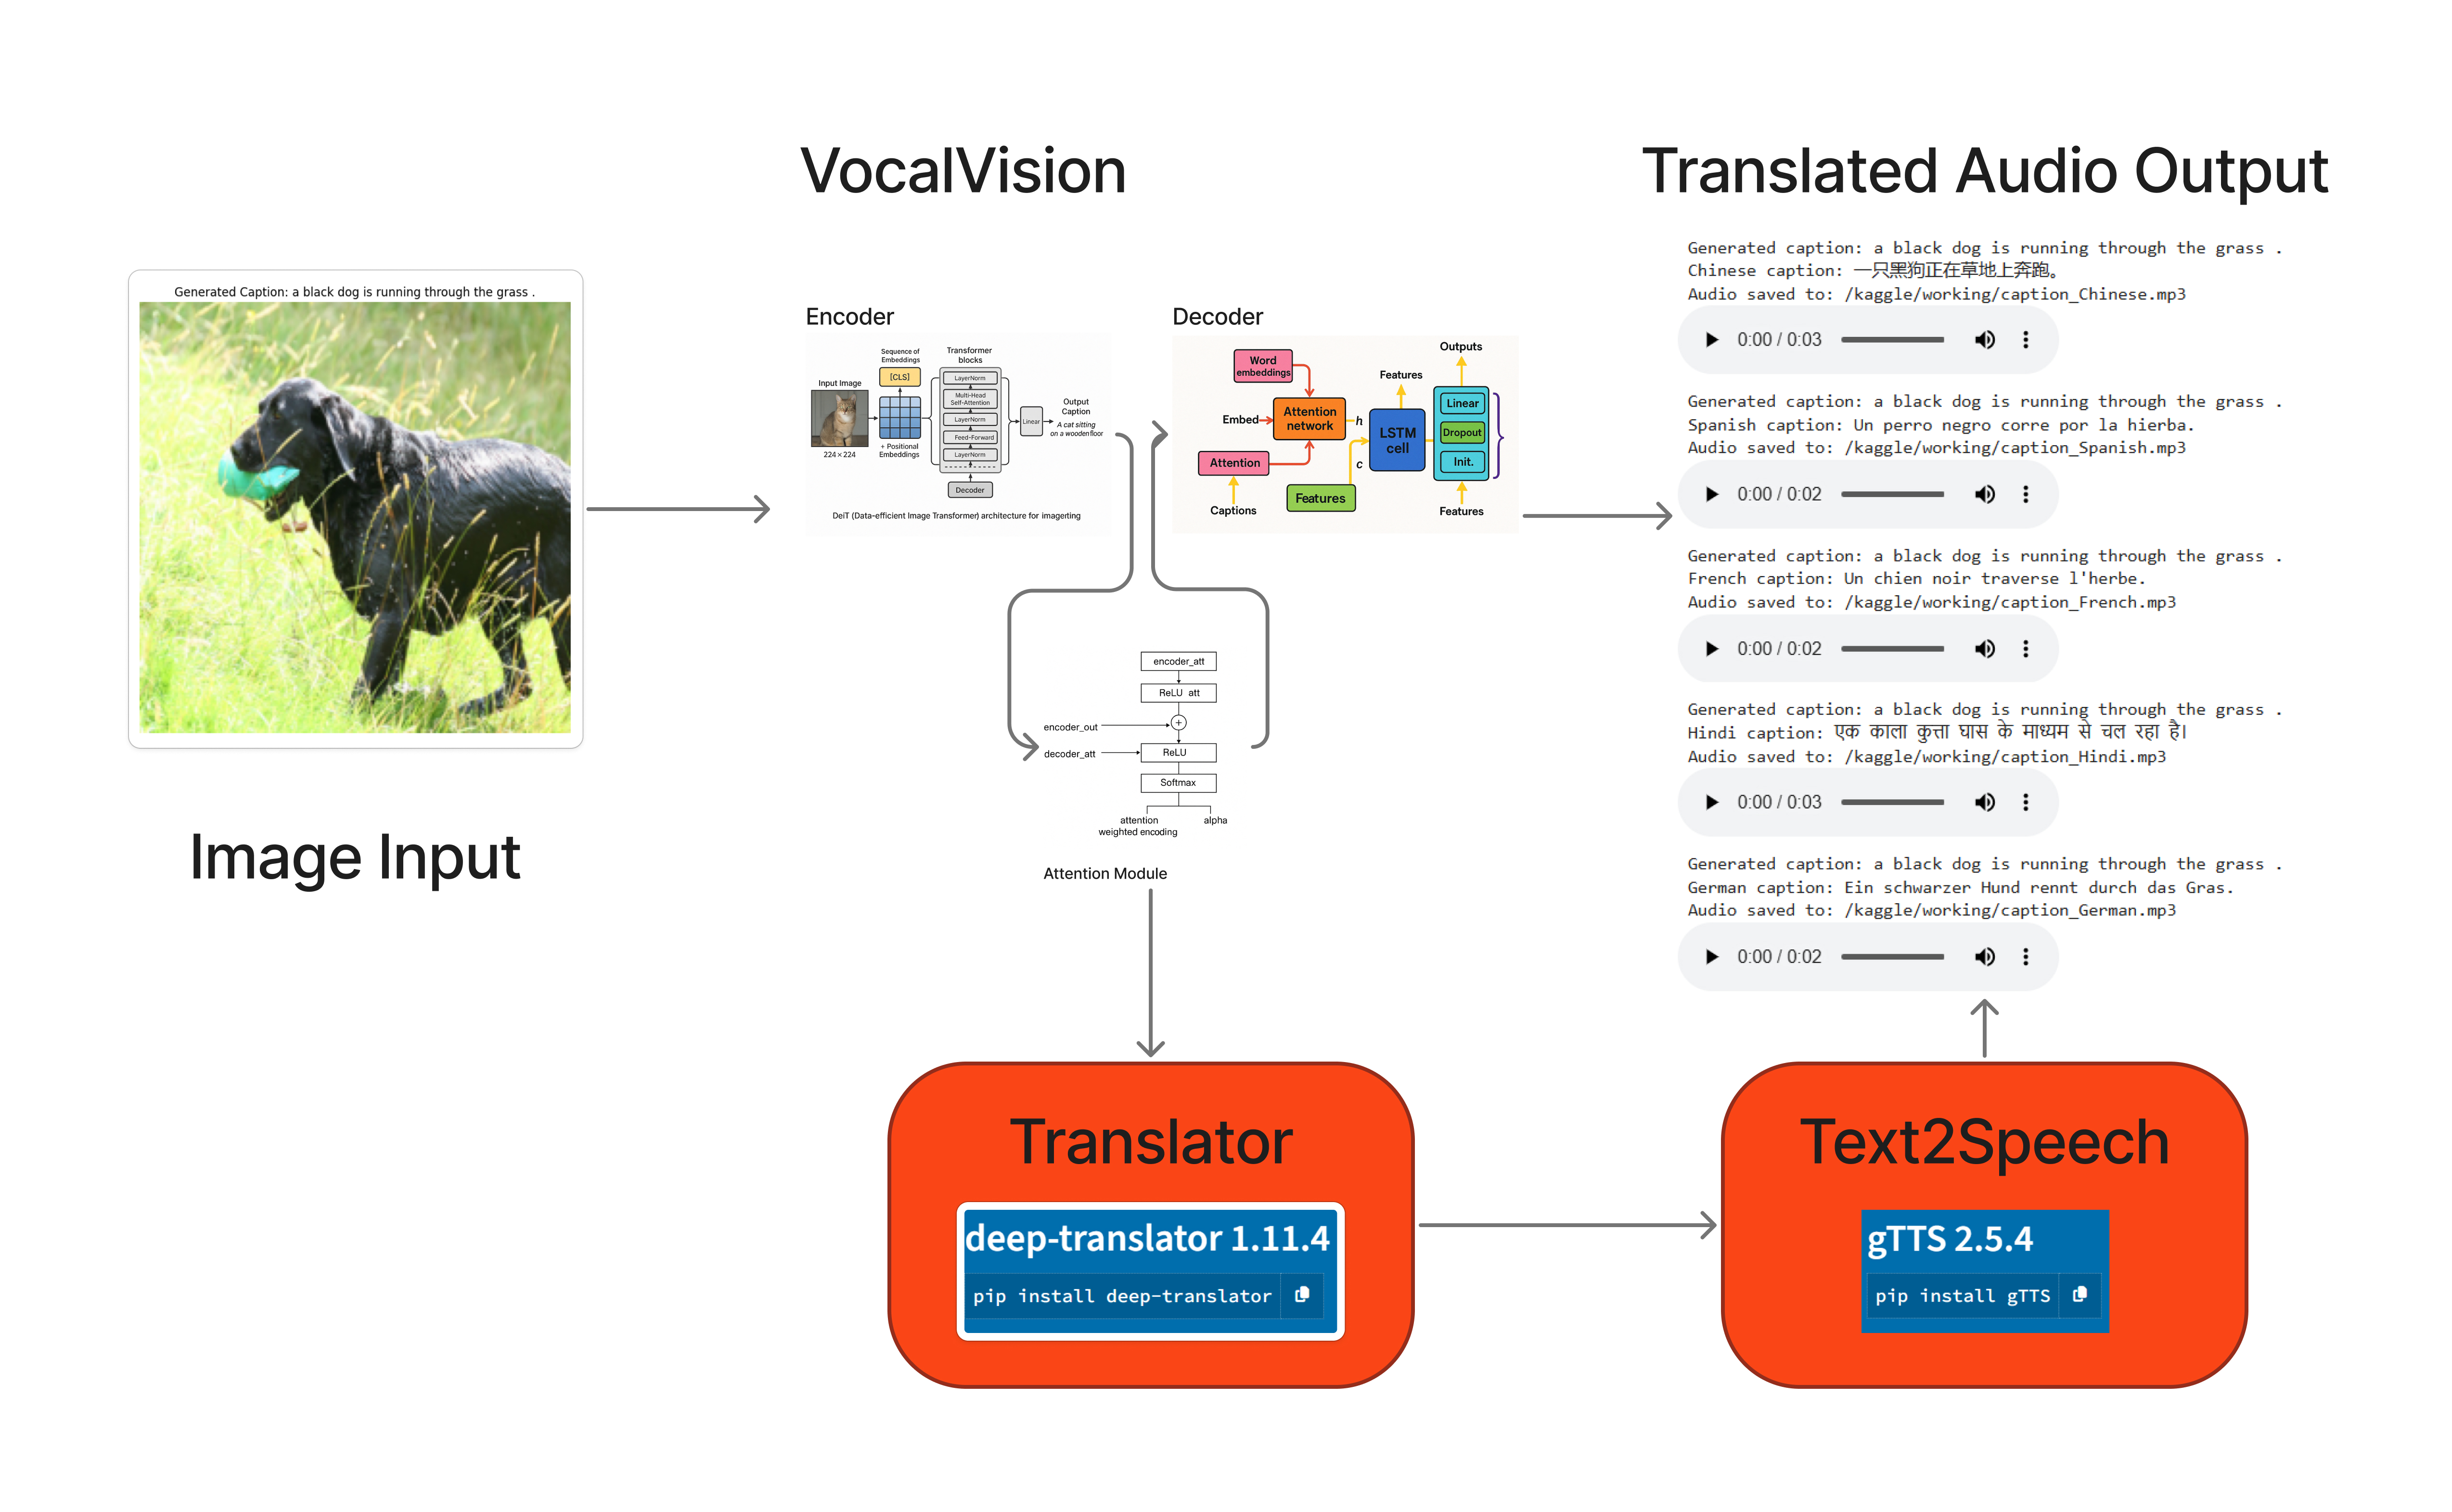 VocalVision
Translated Audio Output
Generated Caption: a black dog is running through the grass .
Image Input
Encoder
Input Image
224×224
Sequence of
Embeddings
[CLS]
+ Positional
Embeddings
Transformer
blocks
LayerNorm
Multi-Head
Self-Attention
LayerNorm
Feed-Forward
LayerNorm
Decoder
Linear
Output
Caption
A cat sitting
on a woodenfloor
DeiT (Data-efficient Image Transformer) architecture for imagerting
Decoder
Word
embeddings
Embed
Attention
network
Attention
Captions
Features
h
c
Features
LSTM
cell
Outputs
Linear
Dropout
Init.
Features
encoder_att
ReLU att
encoder_out
+
decoder_att
ReLU
Softmax
attention
weighted encoding
alpha
Attention Module
Generated caption: a black dog is running through the grass .
Chinese caption: 一只黑狗正在草地上奔跑。
Audio saved to: /kaggle/working/caption_Chinese.mp3
0:00 / 0:03
Generated caption: a black dog is running through the grass .
Spanish caption: Un perro negro corre por la hierba.
Audio saved to: /kaggle/working/caption_Spanish.mp3
0:00 / 0:02
Generated caption: a black dog is running through the grass .
French caption: Un chien noir traverse l'herbe.
Audio saved to: /kaggle/working/caption_French.mp3
0:00 / 0:02
Generated caption: a black dog is running through the grass .
Hindi caption: एक काला कुत्ता घास के माध्यम से चल रहा है।
Audio saved to: /kaggle/working/caption_Hindi.mp3
0:00 / 0:03
Generated caption: a black dog is running through the grass .
German caption: Ein schwarzer Hund rennt durch das Gras.
Audio saved to: /kaggle/working/caption_German.mp3
0:00 / 0:02
Translator
deep-translator 1.11.4
pip install deep-translator
Text2Speech
gTTS 2.5.4
pip install gTTS